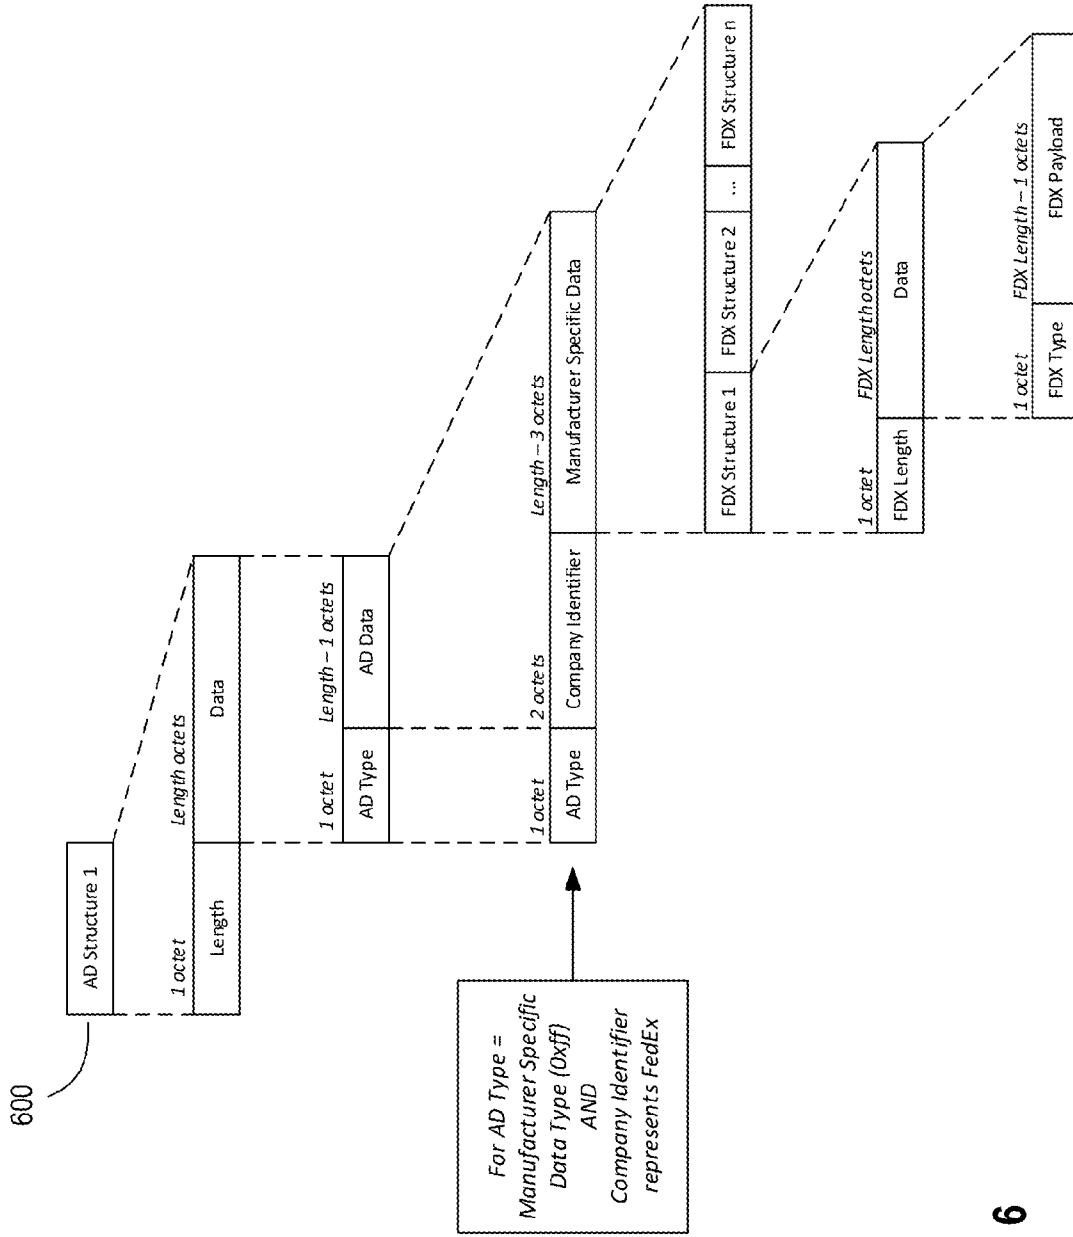 600
AD Structure 1
1 octet
Length octets
Length
Data
1 octet
Length – 1 octets
AD Type
AD Data
For AD Type =
Manufacturer Specific
Data Type (0xff)
AND
Company Identifier
represents FedEx
1 octet
2 octets
Length – 3 octets
AD Type
Company Identifier
Manufacturer Specific Data
FDX Structure 1
FDX Structure 2
...
FDX Structure n
1 octet
FDX Length octets
FDX Length
Data
1 octet
FDX Length – 1 octets
FDX Type
FDX Payload
6